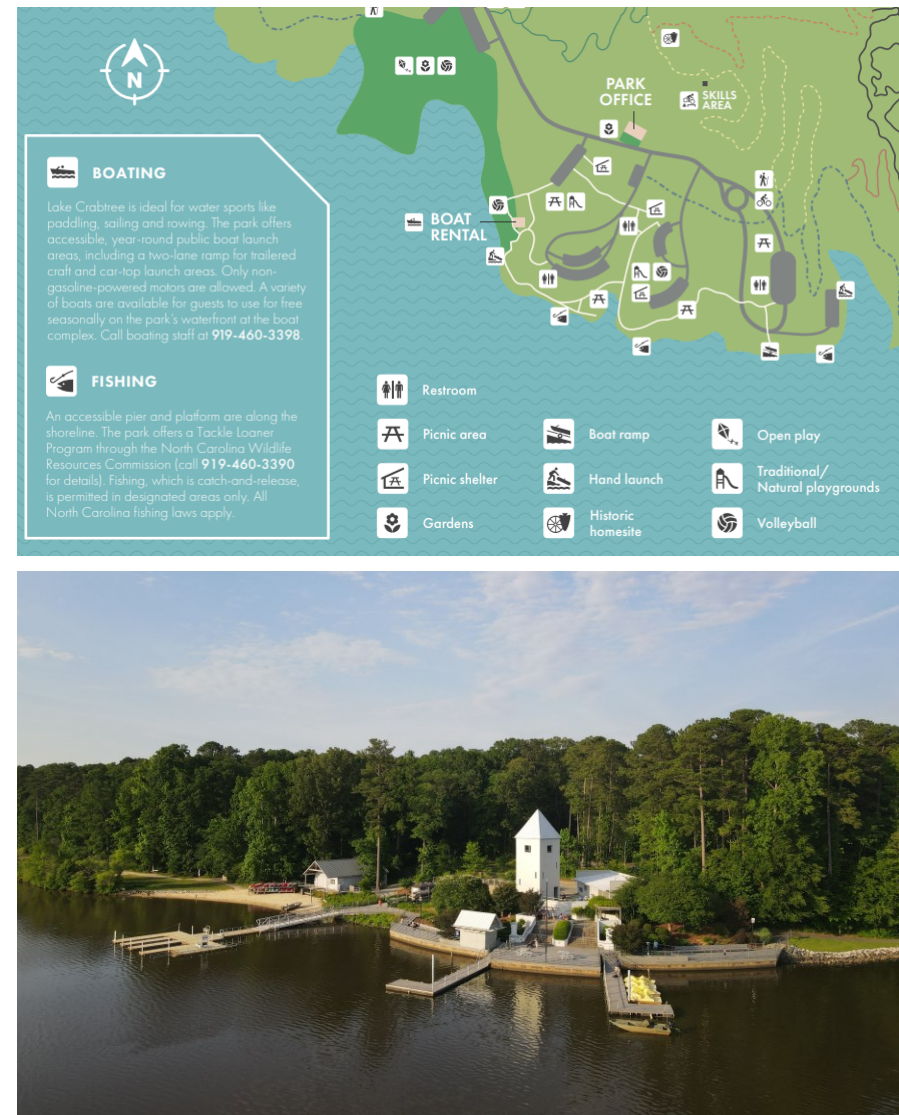 N
PARK
OFFICE
SKILLS
AREA
BOAT
RENTAL
BOATING
Lake Crabtree is ideal for water sports like
paddling, sailing and rowing. The park offers
accessible, year-round public boat launch
areas, including a two-lane ramp for trailered
craft and car-top launch areas. Only non-
gasoline-powered motors are allowed. A variety
of boats are available for guests to use for free
seasonally on the park's waterfront at the boat
complex. Call boating staff at 919-460-3398.
FISHING
An accessible pier and platform are along the
shoreline. The park offers a Tackle Loaner
Program through the North Carolina Wildlife
Resources Commission (call 919-460-3390
for details). Fishing, which is catch-and-release,
is permitted in designated areas only. All
North Carolina fishing laws apply.
Restroom
Picnic area
Picnic shelter
Gardens
Boat ramp
Hand launch
Historic
homesite
Open play
Traditional/
Natural playgrounds
Volleyball